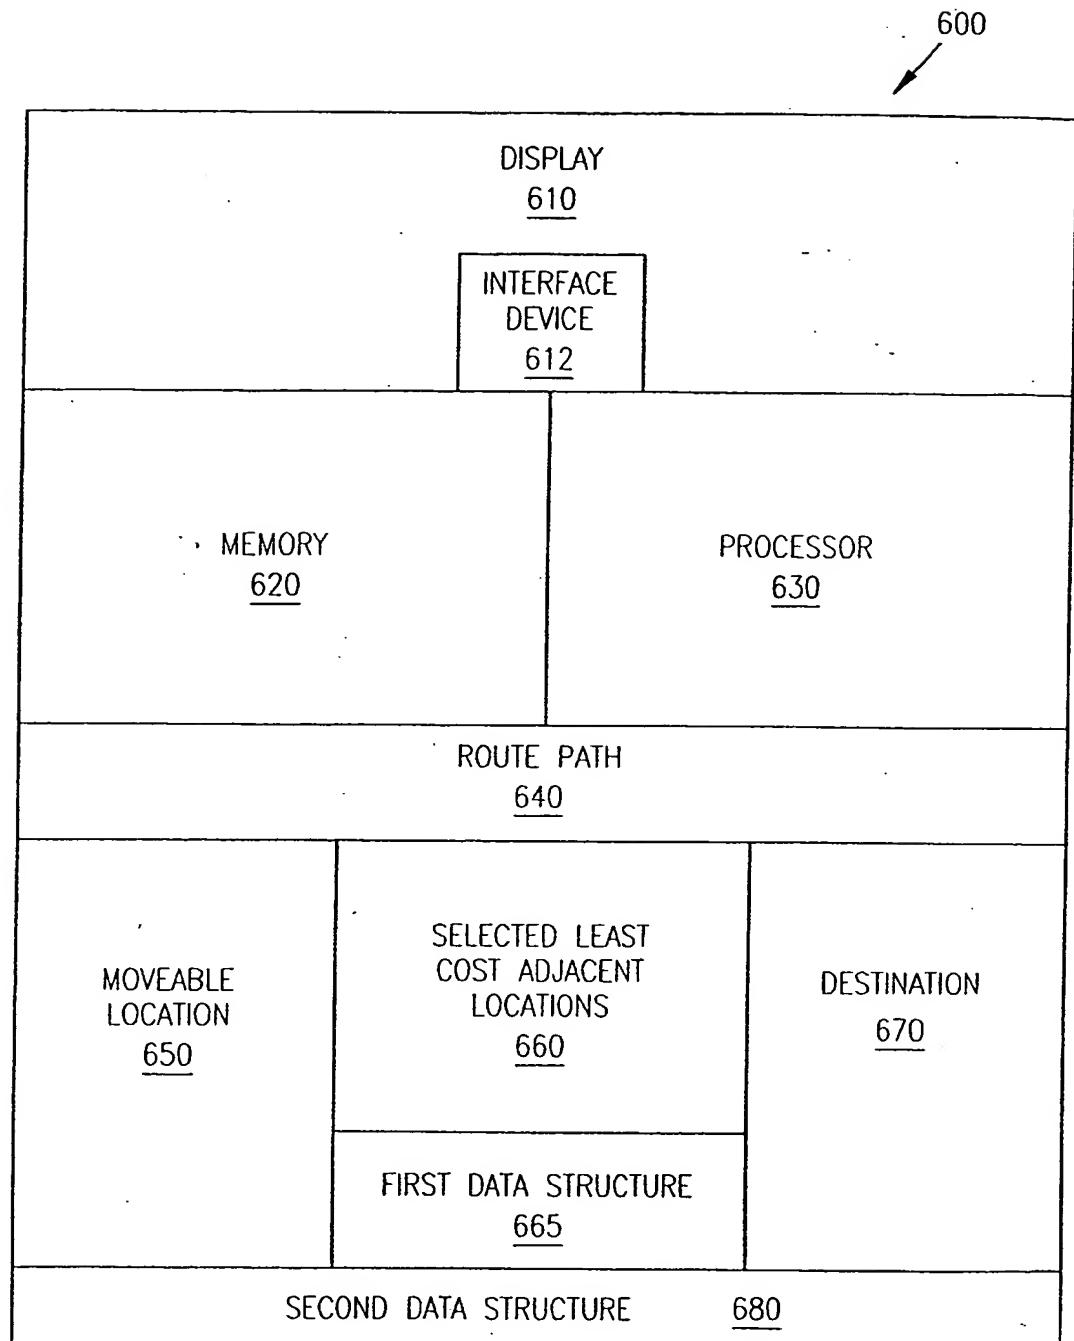 600
DISPLAY
610
INTERFACE
DEVICE
612
MEMORY
620
PROCESSOR
630
ROUTE PATH
640
MOVEABLE
LOCATION
650
SELECTED LEAST
COST ADJACENT
LOCATIONS
660
DESTINATION
670
FIRST DATA STRUCTURE
665
SECOND DATA STRUCTURE 680